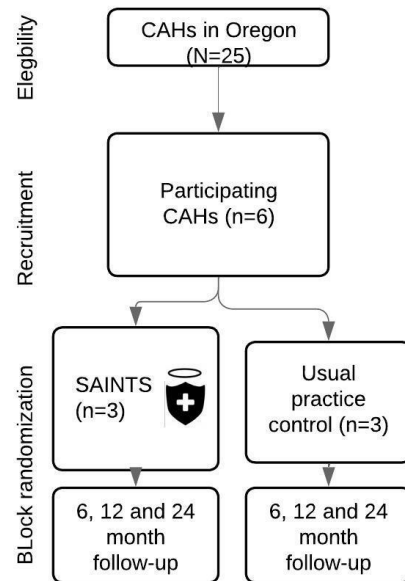 Elegbility
CAHs in Oregon
(N=25)
Recruitment
Participating
CAHs (n=6)
BLock randomization
SAINTS
(n=3)
Usual
practice
control (n=3)
6, 12 and 24
month
follow-up
6, 12 and 24
month
follow-up